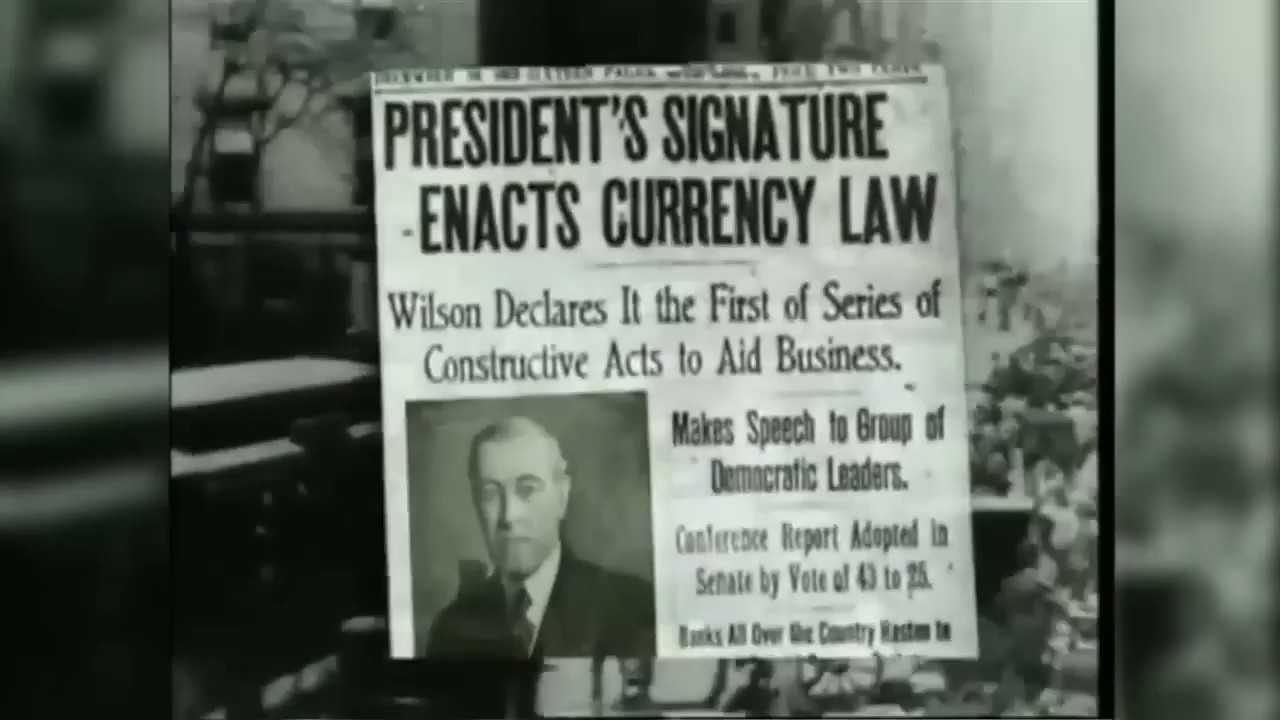 PRESIDENT'S SIGNATURE
-ENACTS CURRENCY LAW
Wilson Declares It the First of Series of
Constructive Acts to Aid Business.
Makes Speech to Group of
Democratic Leaders.
Conference Report Adopted in
Senate by Vote of 43 to 25.
Banks All Over the Country Hasten to